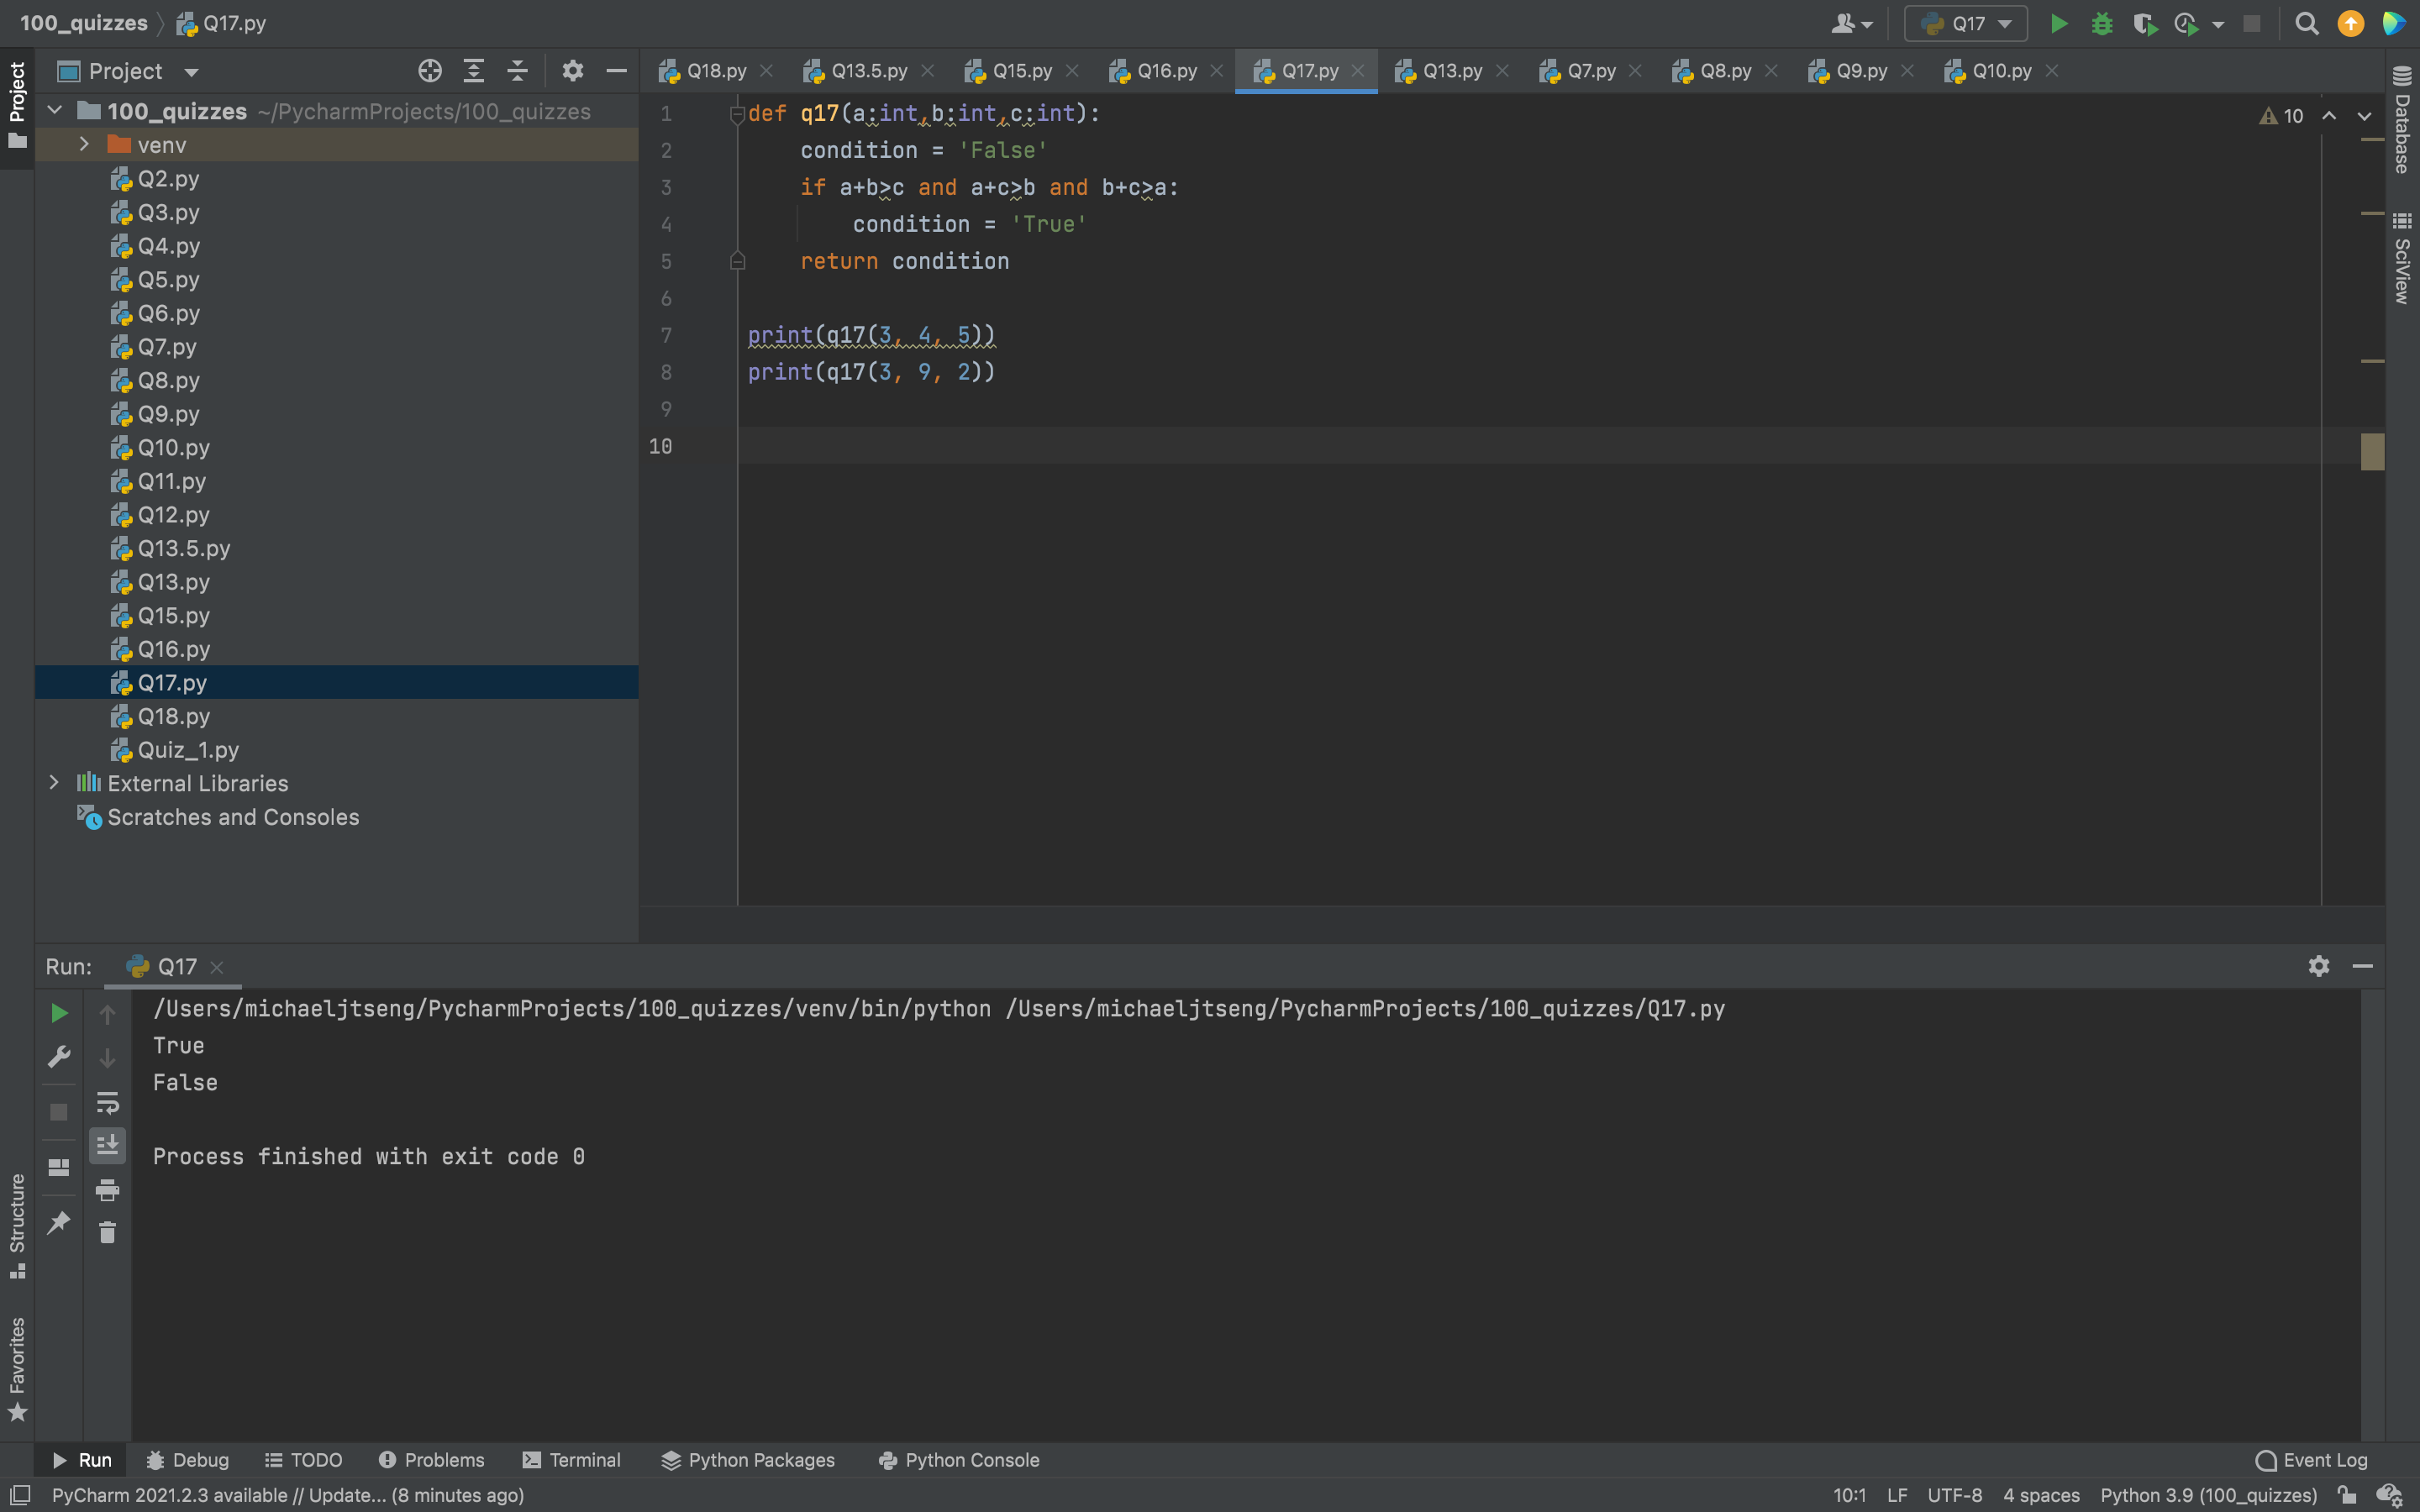 100_quizzes Q17.py
Q17
Project
Project
100_quizzes ~/PycharmProjects/100_quizzes
venv
Q2.py
Q3.py
Q4.py
Q5.py
Q6.py
Q7.py
Q8.py
Q9.py
Q10.py
Q11.py
Q12.py
Q13.5.py
Q13.py
Q15.py
Q16.py
Q17.py
Q18.py
Quiz_1.py
External Libraries
Scratches and Consoles
Q18.py Q13.5.py Q15.py Q16.py Q17.py Q13.py Q7.py Q8.py Q9.py Q10.py
1 def q17(a:int,b:int,c:int):
2 condition = 'False'
3 if a+b>c and a+c>b and b+c>a:
4 condition = 'True'
5 return condition
6
7 print(q17(3, 4, 5))
8 print(q17(3, 9, 2))
9
10
10
Database
SciView
Run: Q17
/Users/michaeljtseng/PycharmProjects/100_quizzes/venv/bin/python /Users/michaeljtseng/PycharmProjects/100_quizzes/Q17.py
True
False
Process finished with exit code 0
Structure
Favorites
Run Debug TODO Problems Terminal Python Packages Python Console Event Log
PyCharm 2021.2.3 available // Update... (8 minutes ago) 10:1 LF UTF-8 4 spaces Python 3.9 (100_quizzes)